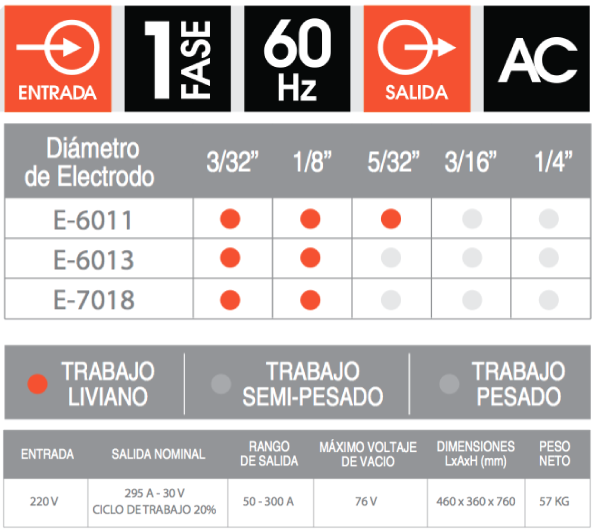 ENTRADA
1 FASE
60
Hz
SALIDA
AC
Diámetro
de Electrodo
3/32” 1/8” 5/32” 3/16” 1/4”
E-6011
E-6013
E-7018
TRABAJO
LIVIANO
TRABAJO
SEMI-PESADO
TRABAJO
PESADO
ENTRADA
SALIDA NOMINAL
RANGO
DE SALIDA
MÁXIMO VOLTAJE
DE VACIO
DIMENSIONES
LxAxH (mm)
PESO
NETO
220 V
295 A - 30 V
CICLO DE TRABAJO 20%
50 - 300 A
76 V
460 x 360 x 760
57 KG